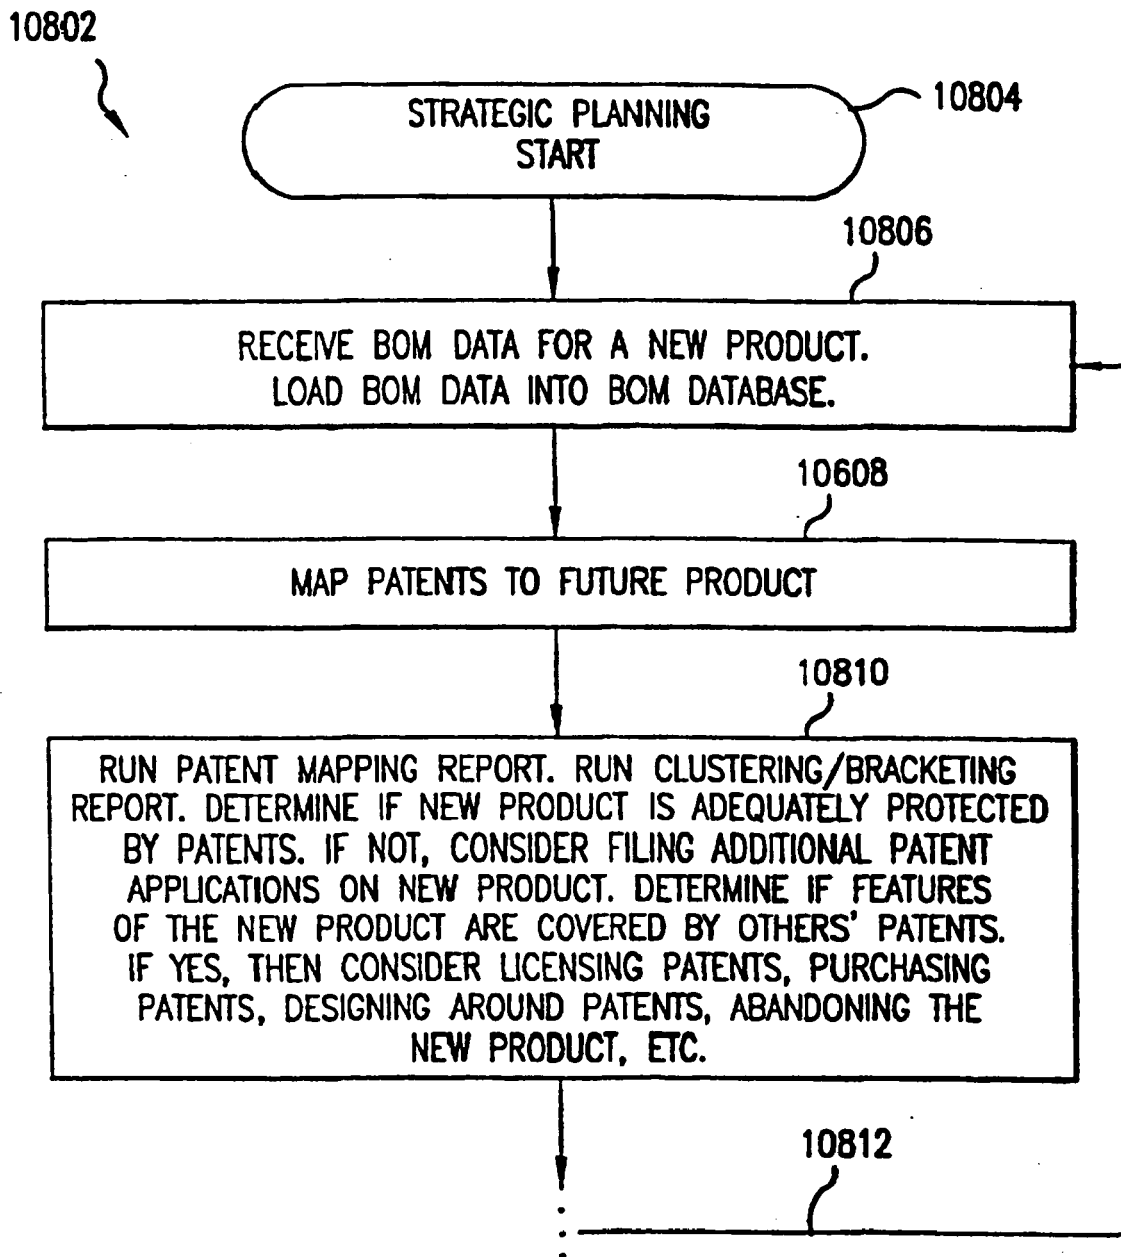 10802
STRATEGIC PLANNING
START
10804
10806
RECEIVE BOM DATA FOR A NEW PRODUCT.
LOAD BOM DATA INTO BOM DATABASE.
10608
MAP PATENTS TO FUTURE PRODUCT
10810
RUN PATENT MAPPING REPORT. RUN CLUSTERING/BRACKETING
REPORT. DETERMINE IF NEW PRODUCT IS ADEQUATELY PROTECTED
BY PATENTS. IF NOT, CONSIDER FILING ADDITIONAL PATENT
APPLICATIONS ON NEW PRODUCT. DETERMINE IF FEATURES
OF THE NEW PRODUCT ARE COVERED BY OTHERS' PATENTS.
IF YES, THEN CONSIDER LICENSING PATENTS, PURCHASING
PATENTS, DESIGNING AROUND PATENTS, ABANDONING THE
NEW PRODUCT, ETC.
10812